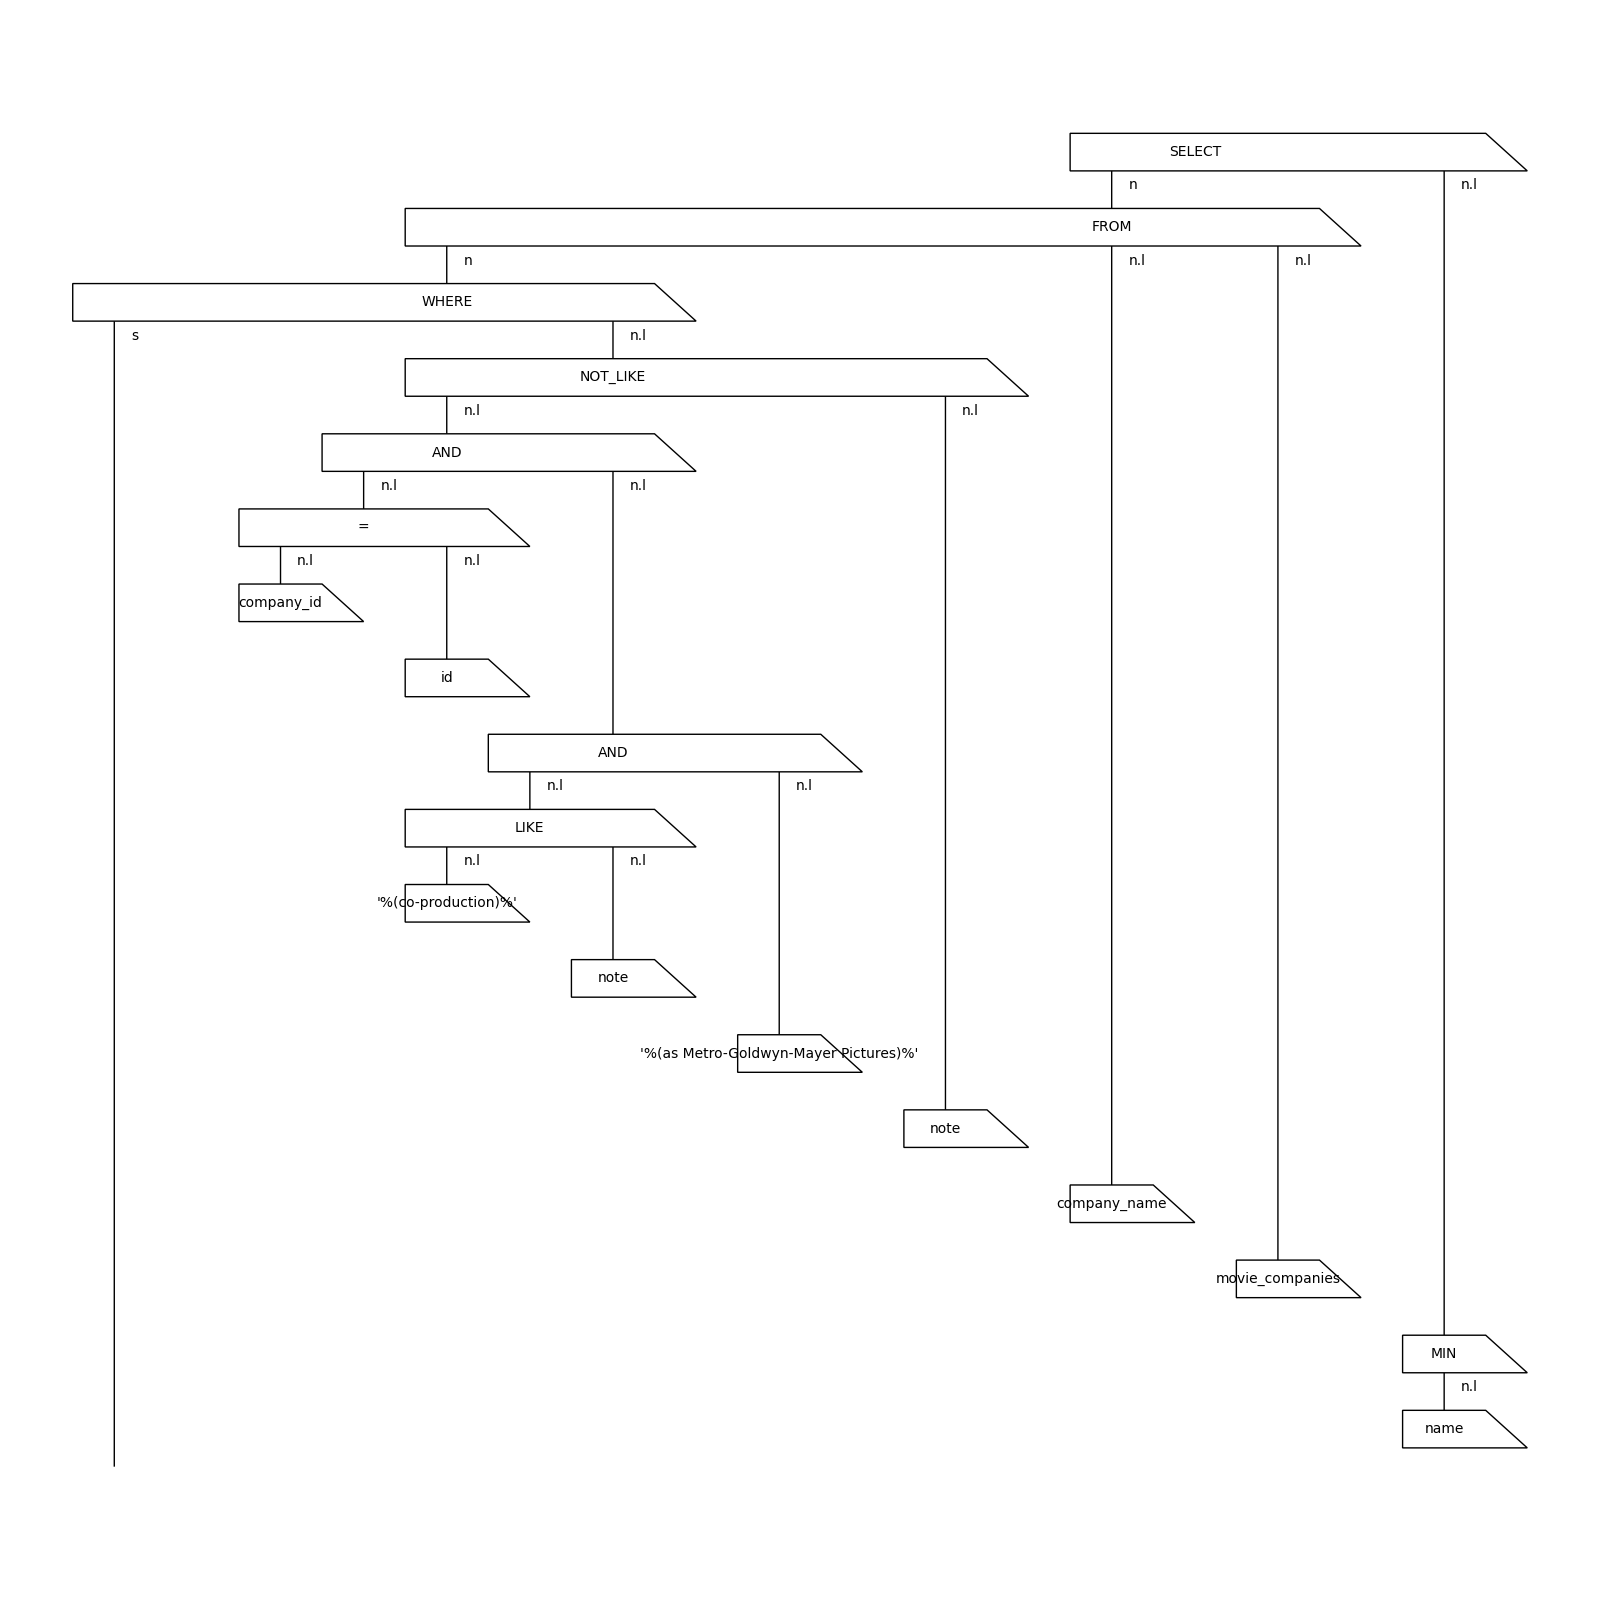 SELECT
n n.l
FROM
n n.l n.l
WHERE
s n.l
NOT_LIKE
n.l n.l
AND
n.l n.l
=
n.l n.l
company_id
id
AND
n.l n.l
LIKE
n.l n.l
'%(co-production)%'
note
'%(as Metro-Goldwyn-Mayer Pictures)%'
note
company_name
movie_companies
MIN
n.l
name